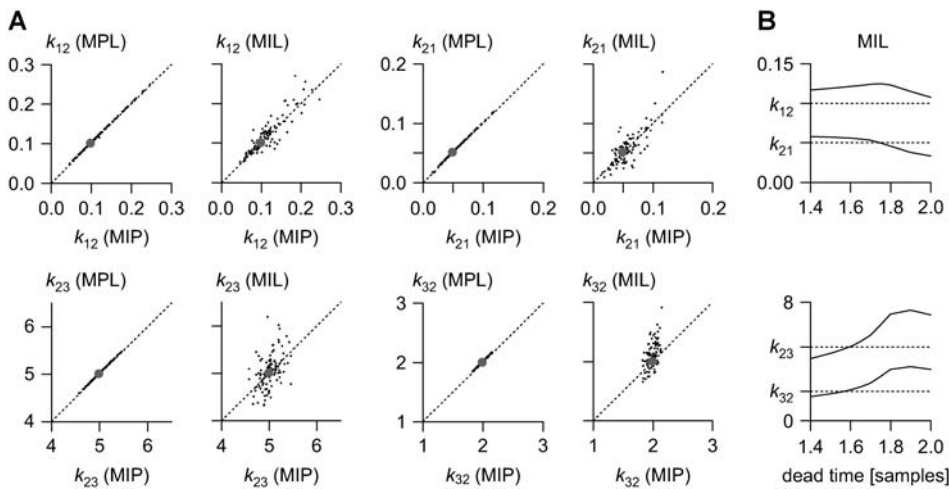 A
B
k12 (MPL)
k12 (MIL)
k21 (MPL)
k21 (MIL)
MIL
0.3
0.2
0.1
0.0
0.2
0.1
0.0
0.15
k12
k21
0.00
0.0 0.1 0.2 0.3
0.0 0.1 0.2 0.3
0.0 0.1 0.2
0.0 0.1 0.2
1.4 1.6 1.8 2.0
k12 (MIP)
k12 (MIP)
k21 (MIP)
k21 (MIP)
k23 (MPL)
k23 (MIL)
k32 (MPL)
k32 (MIL)
6
5
4
3
2
1
8
k23
k32
0
4 5 6
4 5 6
1 2 3
1 2 3
1.4 1.6 1.8 2.0
k23 (MIP)
k23 (MIP)
k32 (MIP)
k32 (MIP)
dead time [samples]